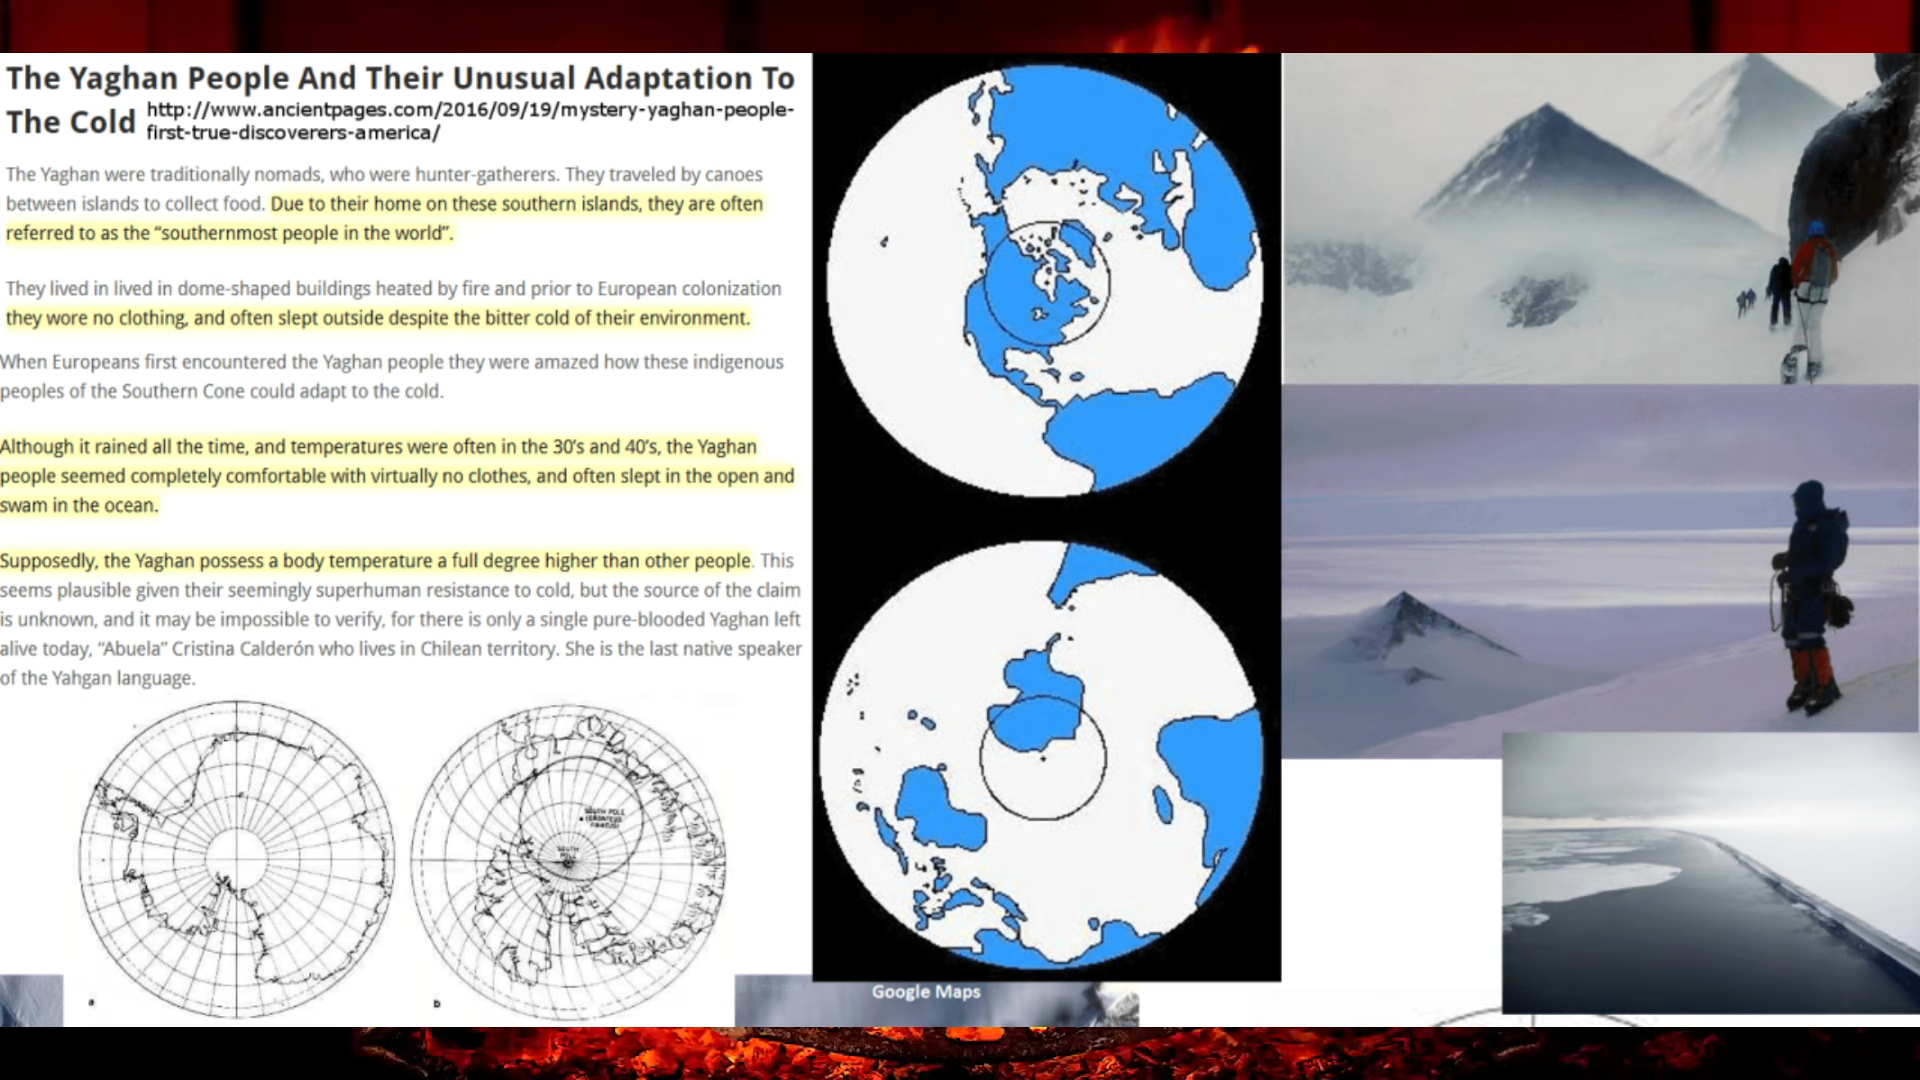 The Yaghan People And Their Unusual Adaptation To
The Cold
http://www.ancientpages.com/2016/09/19/mystery-yaghan-people-
first-true-discoverers-america/
The Yaghan were traditionally nomads, who were hunter-gatherers. They traveled by canoes
between islands to collect food. Due to their home on these southern islands, they are often
referred to as the “southernmost people in the world”.
They lived in lived in dome-shaped buildings heated by fire and prior to European colonization
they wore no clothing, and often slept outside despite the bitter cold of their environment.
When Europeans first encountered the Yaghan people they were amazed how these indigenous
peoples of the Southern Cone could adapt to the cold.
Although it rained all the time, and temperatures were often in the 30’s and 40’s, the Yaghan
people seemed completely comfortable with virtually no clothes, and often slept in the open and
swam in the ocean.
Supposedly, the Yaghan possess a body temperature a full degree higher than other people. This
seems plausible given their seemingly superhuman resistance to cold, but the source of the claim
is unknown, and it may be impossible to verify, for there is only a single pure-blooded Yaghan left
alive today, “Abuela” Cristina Calderón who lives in Chilean territory. She is the last native speaker
of the Yahgan language.
SOUTH POLE
SOUTH
POLE
a
b
Google Maps